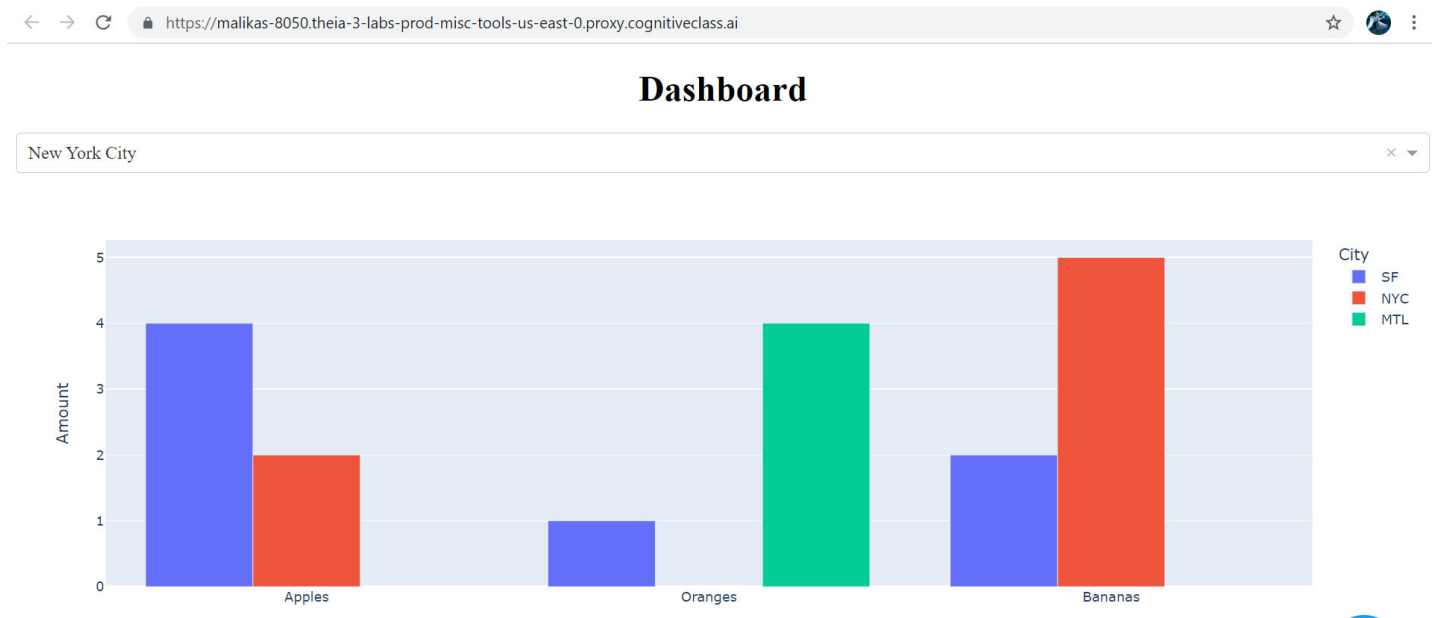 https://malikas-8050.theia-3-labs-prod-misc-tools-us-east-0.proxy.cognitiveclass.ai
Dashboard
New York City
Amount
5
4
3
2
1
0
Apples
Oranges
Bananas
City
SF
NYC
MTL